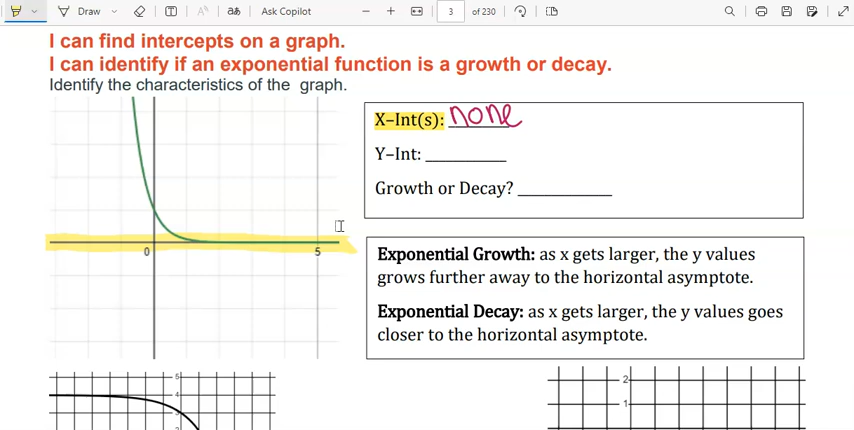 Draw
Ask Copilot
3
of 230
I can find intercepts on a graph.
I can identify if an exponential function is a growth or decay.
Identify the characteristics of the graph.
X–Int(s): none
Y–Int: ___________
Growth or Decay? _____________
0
5
Exponential Growth: as x gets larger, the y values
grows further away to the horizontal asymptote.
Exponential Decay: as x gets larger, the y values goes
closer to the horizontal asymptote.
5
4
3
2
1